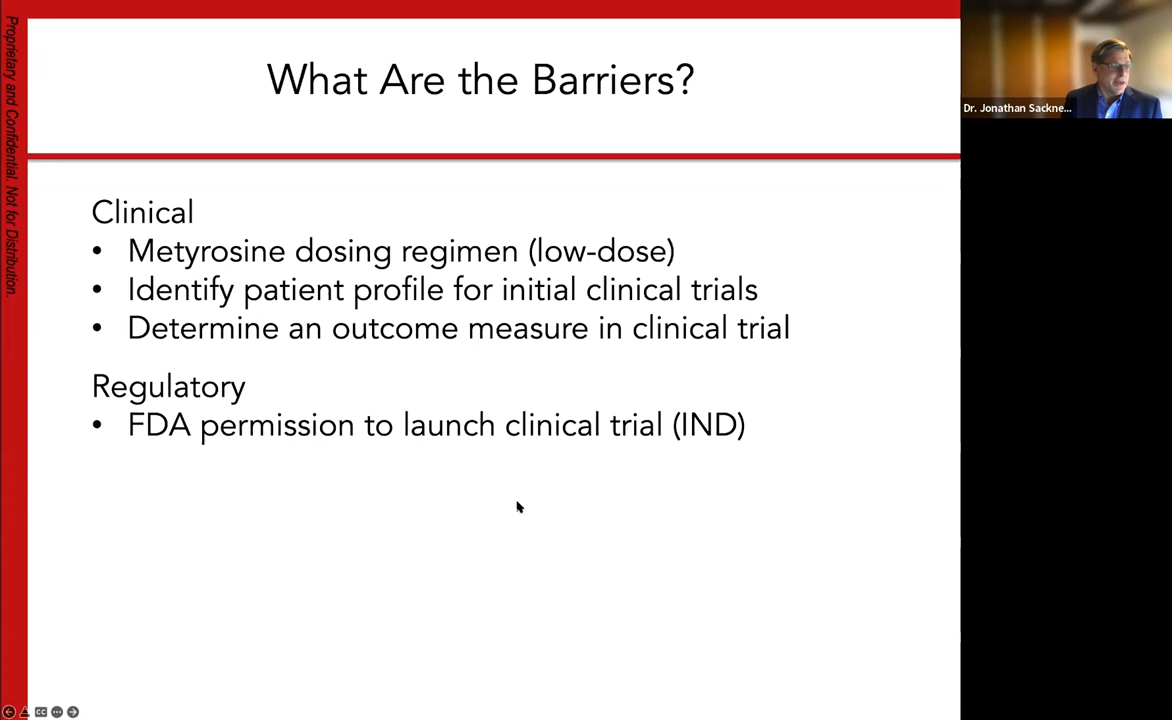 Proprietary and Confidential. Not for Distribution.
What Are the Barriers?
Dr. Jonathan Sackne...
Clinical
• Metyrosine dosing regimen (low-dose)
• Identify patient profile for initial clinical trials
• Determine an outcome measure in clinical trial
Regulatory
• FDA permission to launch clinical trial (IND)
CC